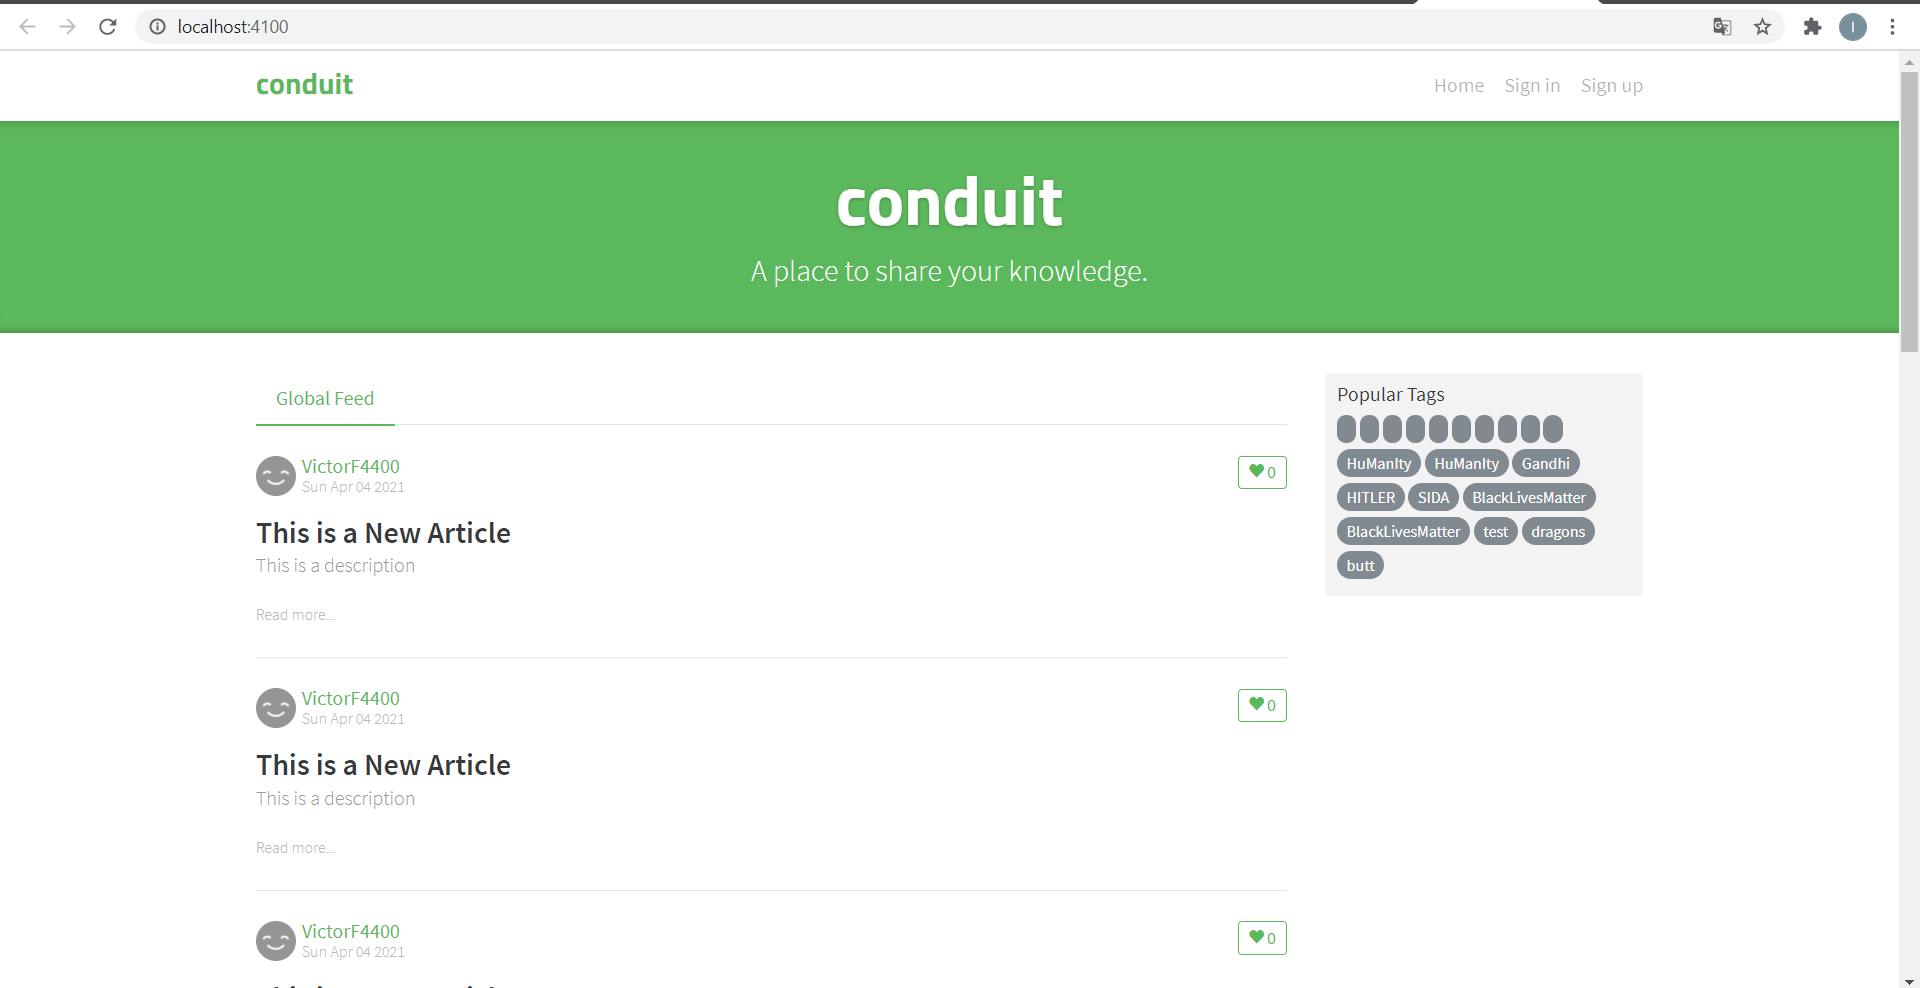 localhost:4100
I
conduit
Home Sign in Sign up
conduit
A place to share your knowledge.
Global Feed
VictorF4400
Sun Apr 04 2021
0
This is a New Article
This is a description
Read more...
VictorF4400
Sun Apr 04 2021
0
This is a New Article
This is a description
Read more...
VictorF4400
Sun Apr 04 2021
0
Popular Tags
HuManIty HuManIty Gandhi
HITLER SIDA BlackLivesMatter
BlackLivesMatter test dragons
butt